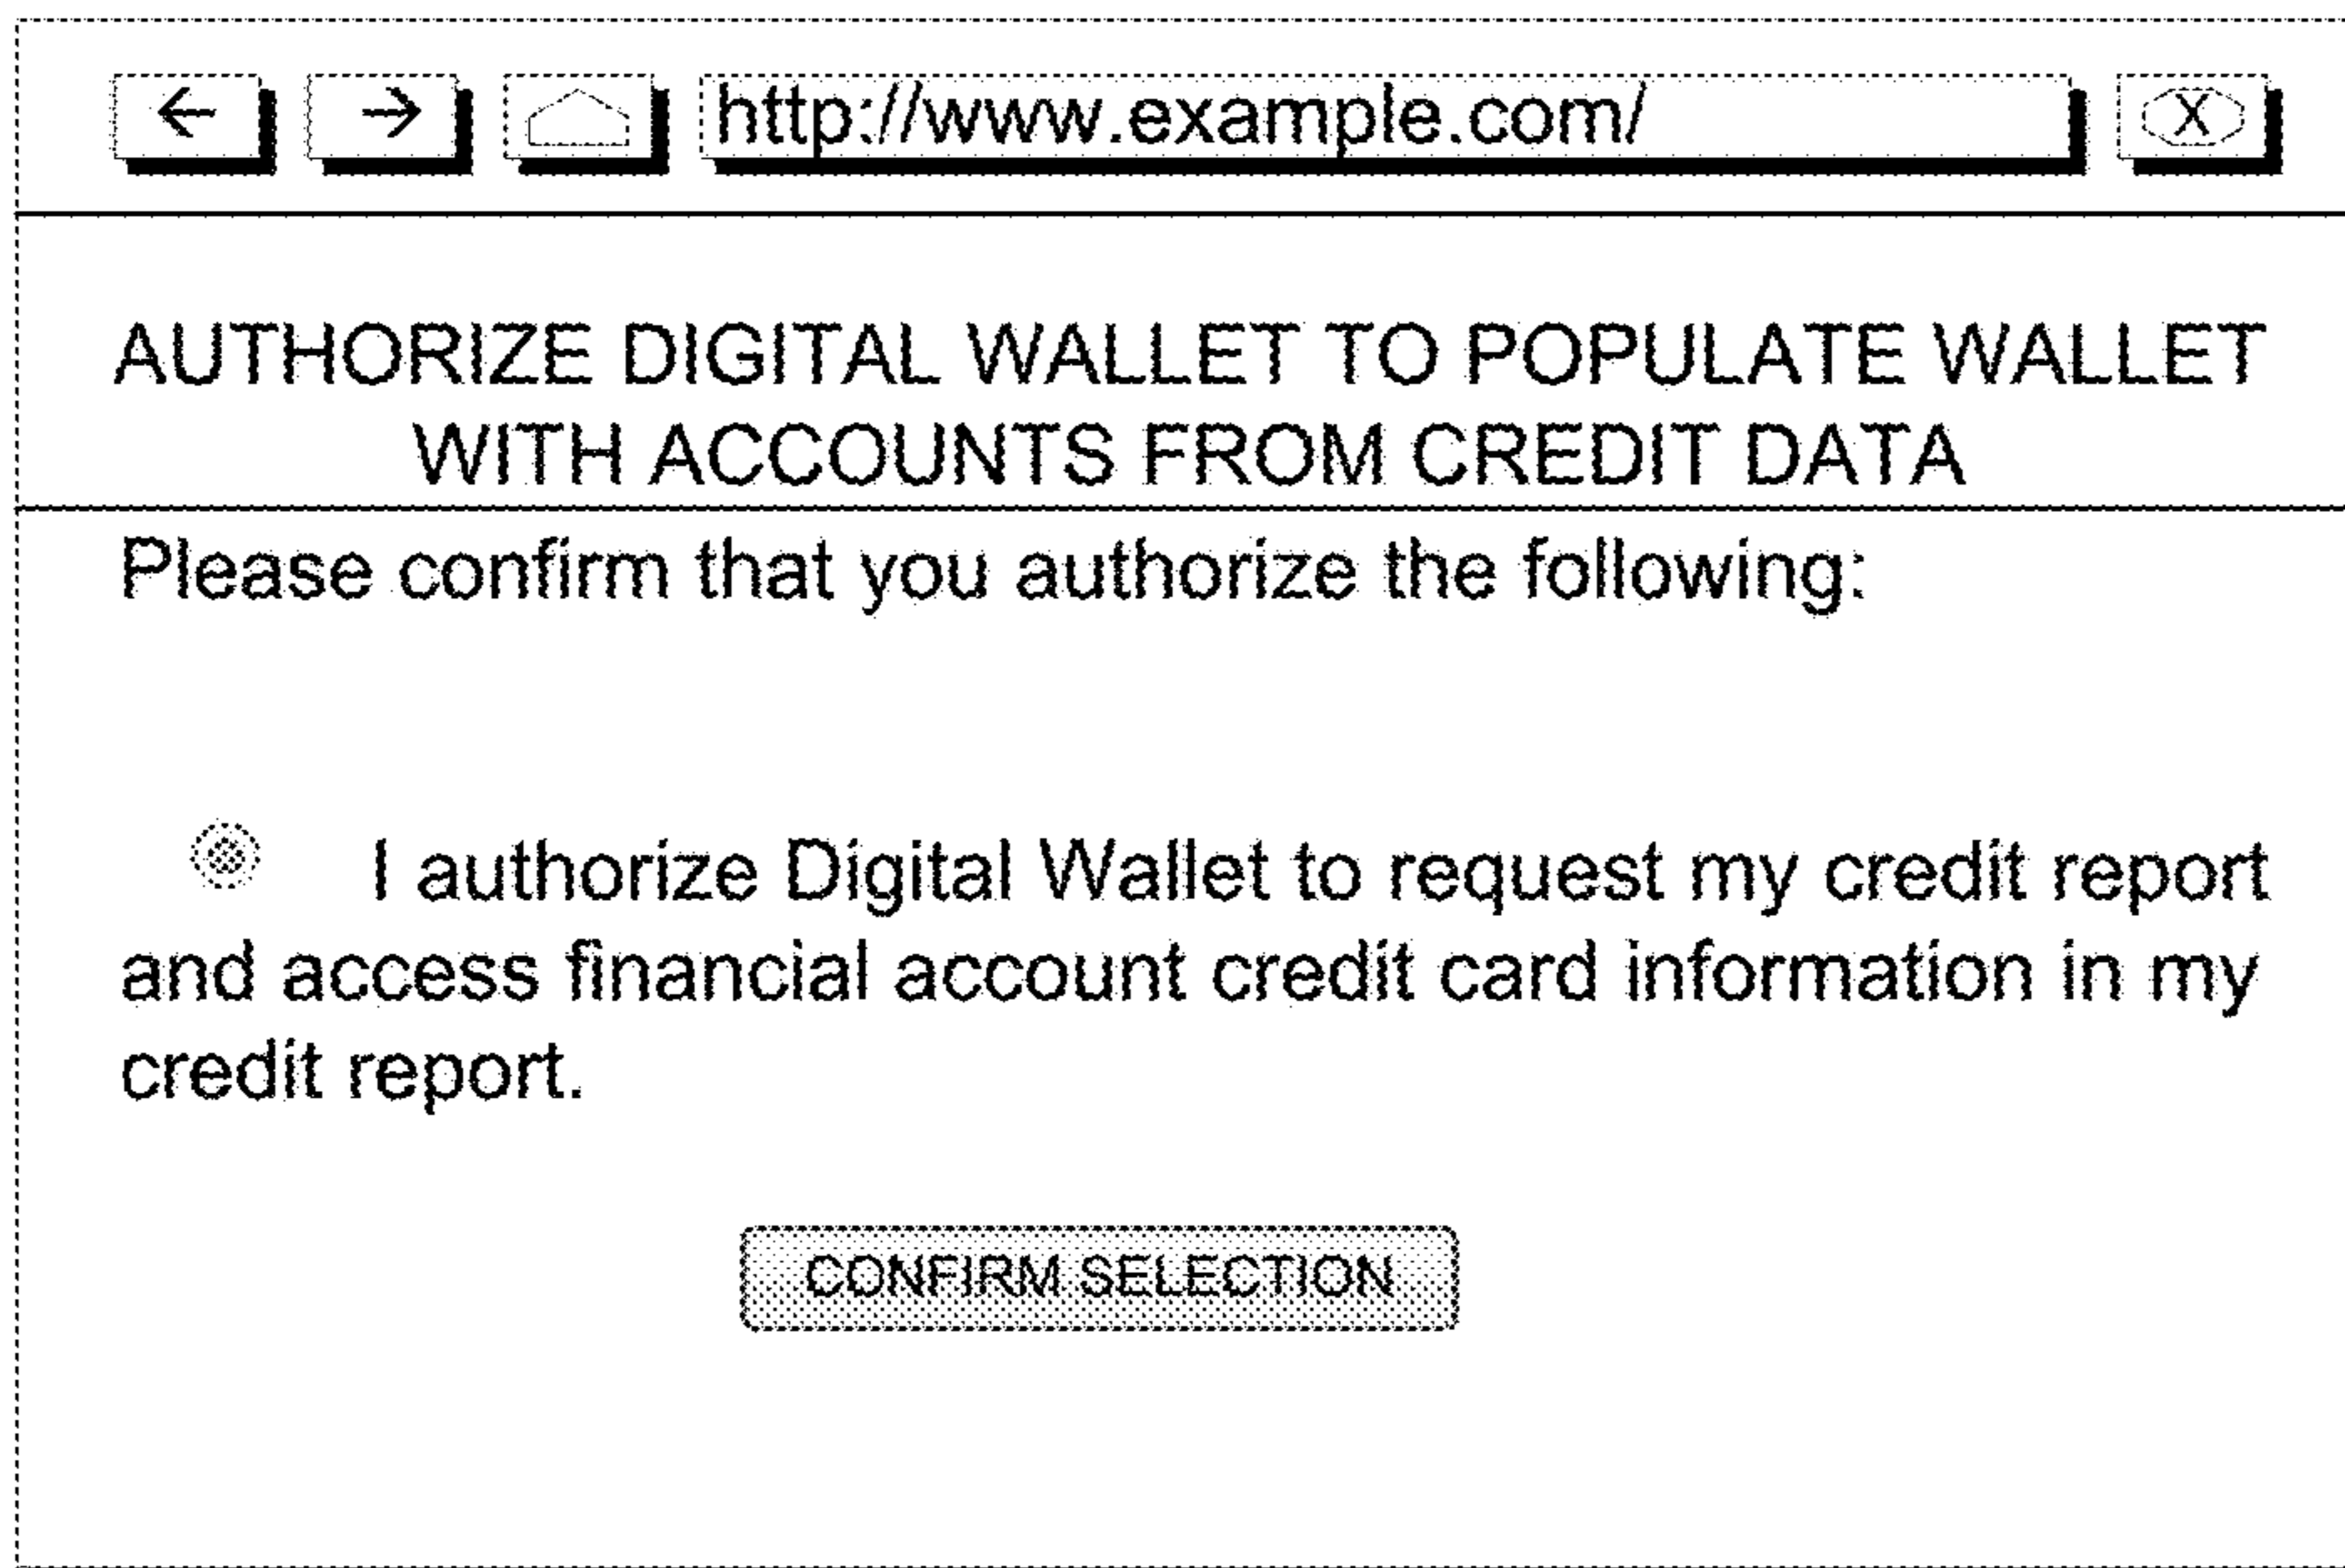 ← → http://www.example.com/ X
AUTHORIZE DIGITAL WALLET TO POPULATE WALLET
WITH ACCOUNTS FROM CREDIT DATA
Please confirm that you authorize the following:
I authorize Digital Wallet to request my credit report
and access financial account credit card information in my
credit report.
CONFIRM SELECTION